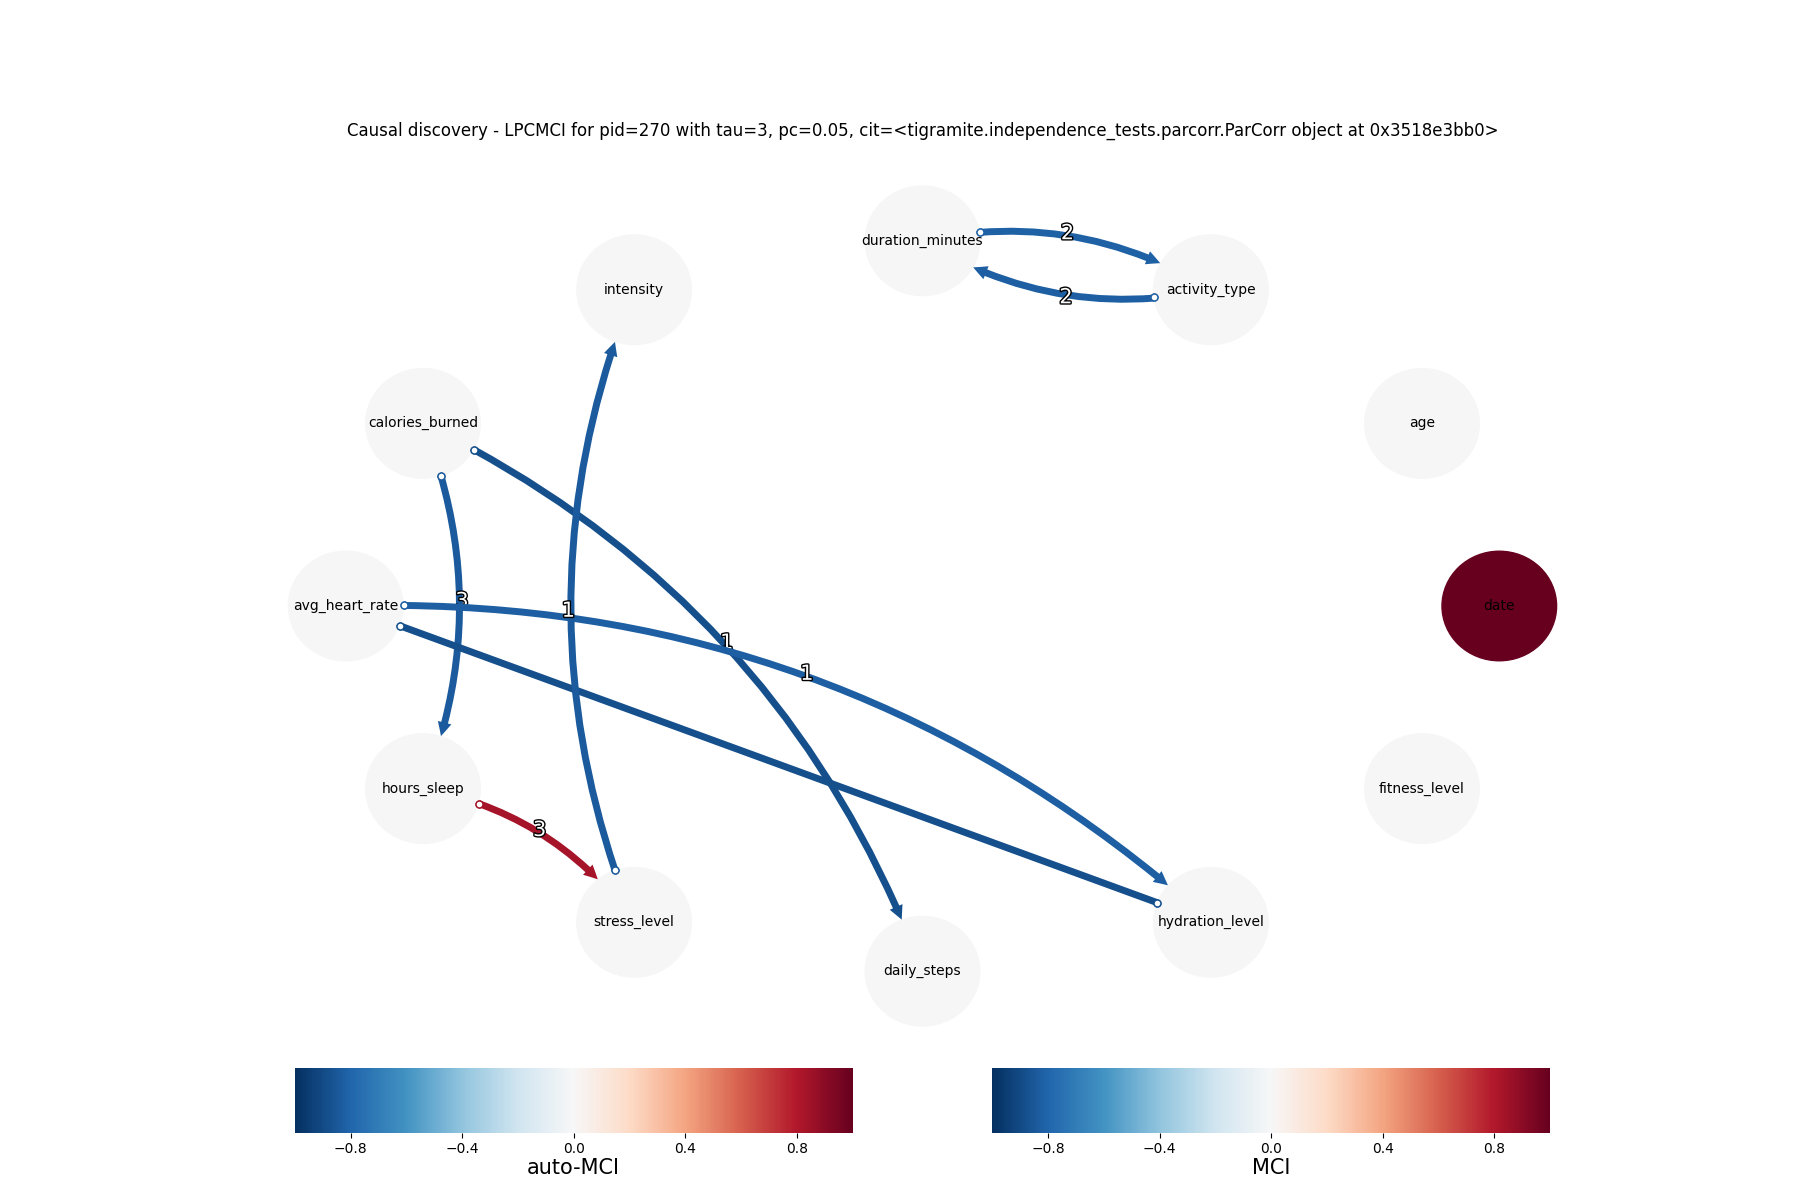 Causal discovery - LPCMCI for pid=270 with tau=3, pc=0.05, cit=<tigramite.independence_tests.parcorr.ParCorr object at 0x3518e3bb0>
duration_minutes
2
intensity
activity_type
2
calories_burned
age
3
avg_heart_rate
1
date
1
1
hours_sleep
fitness_level
3
stress_level
hydration_level
daily_steps
−0.8 −0.4 0.0 0.4 0.8
auto-MCI
−0.8 −0.4 0.0 0.4 0.8
MCI